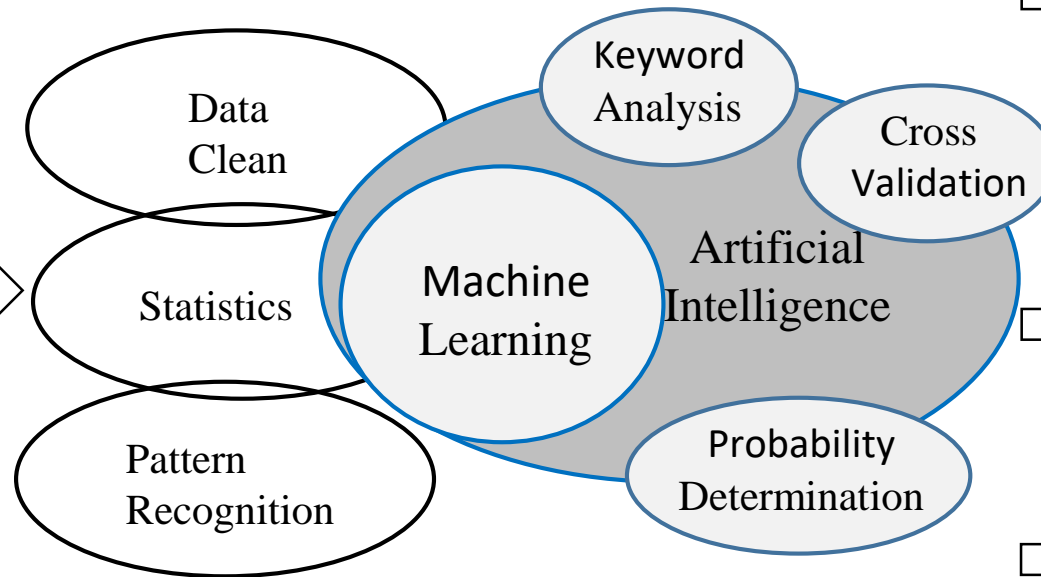 Data
Clean
Statistics
Pattern
Recognition
Machine
Learning
Keyword
Analysis
Cross
Validation
Artificial
Intelligence
Probability
Determination